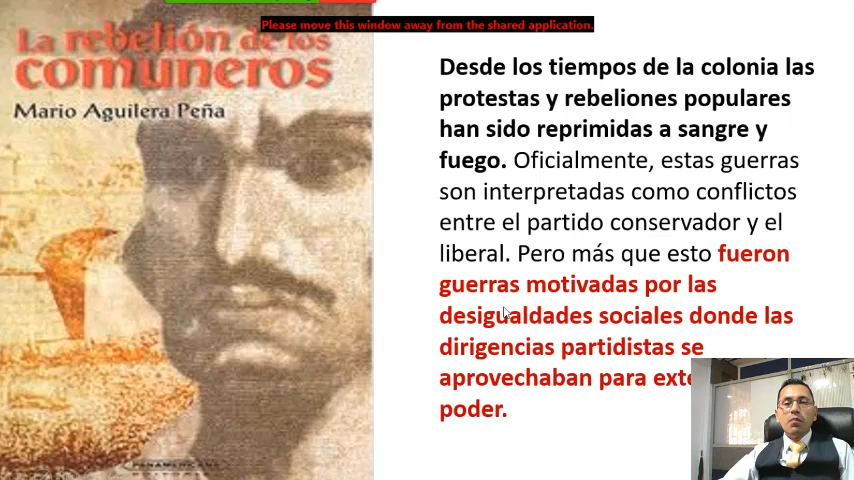 Please move this window away from the shared application.
La rebelión de los
comuneros
Mario Aguilera Peña
PANAMERICANA
Desde los tiempos de la colonia las
protestas y rebeliones populares
han sido reprimidas a sangre y
fuego. Oficialmente, estas guerras
son interpretadas como conflictos
entre el partido conservador y el
liberal. Pero más que esto fueron
guerras motivadas por las
desigualdades sociales donde las
dirigencias partidistas se
aprovechaban para
poder.